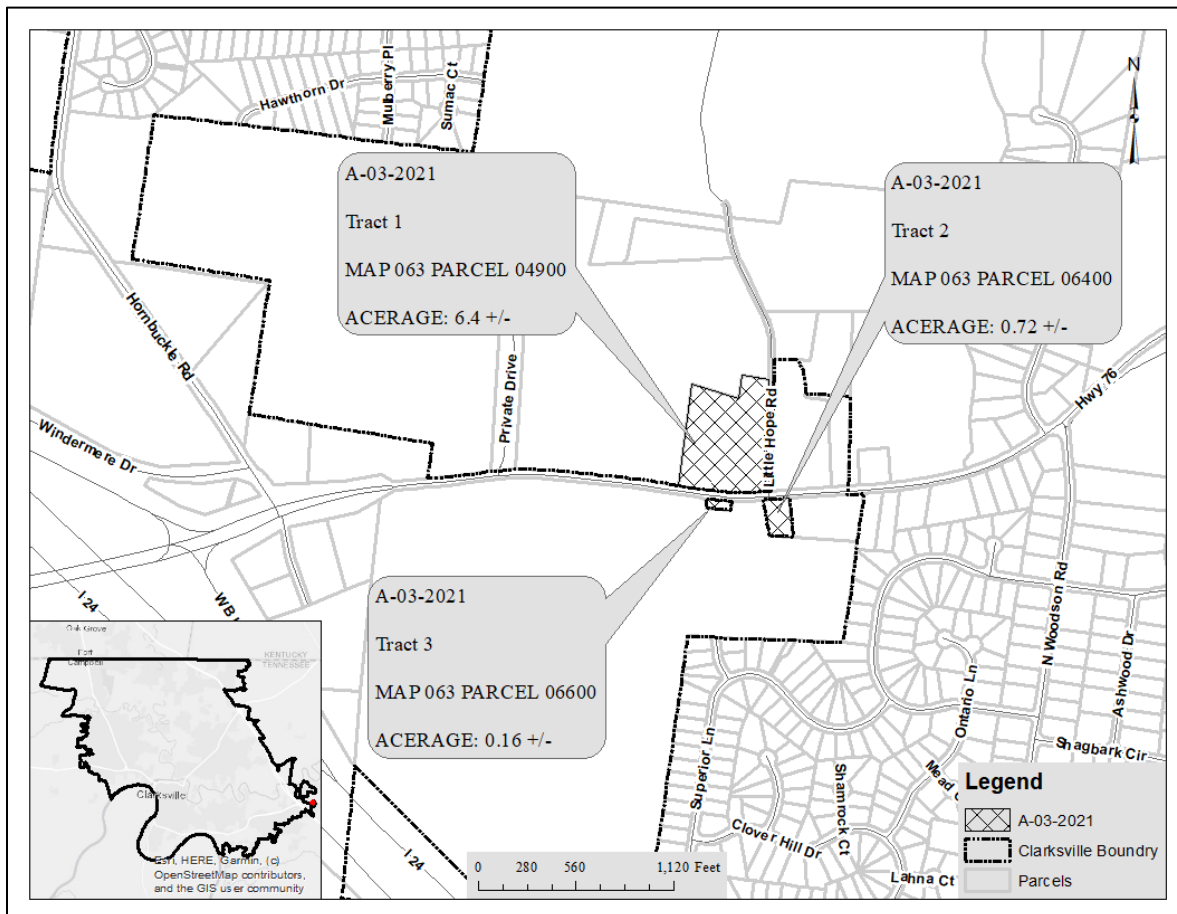 Mulberry Pl
Sumac Ct
Hawthorn Dr
N
A-03-2021
Tract 1
MAP 063 PARCEL 04900
ACERAGE: 6.4 +/-
A-03-2021
Tract 2
MAP 063 PARCEL 06400
ACERAGE: 0.72 +/-
Hornbuckle Rd
Private Drive
Little Hope Rd
Hwy 76
Windermere Dr
A-03-2021
Tract 3
MAP 063 PARCEL 06600
ACERAGE: 0.16 +/-
I 24
WB
N Woodson Rd
Ashwood Dr
Ontario Ln
Superior Ln
Shagbark Cir
Mead
Shamrock Ct
Clover Hill Dr
Lahna Ct
I 24
Oak Grove
Fort
Campbell
KENTUCKY
TENNESSEE
Clarksville
Esri, HERE, Garmin, (c)
OpenStreetMap contributors,
and the GIS user community
0 280 560 1,120 Feet
Legend
A-03-2021
Clarksville Boundry
Parcels